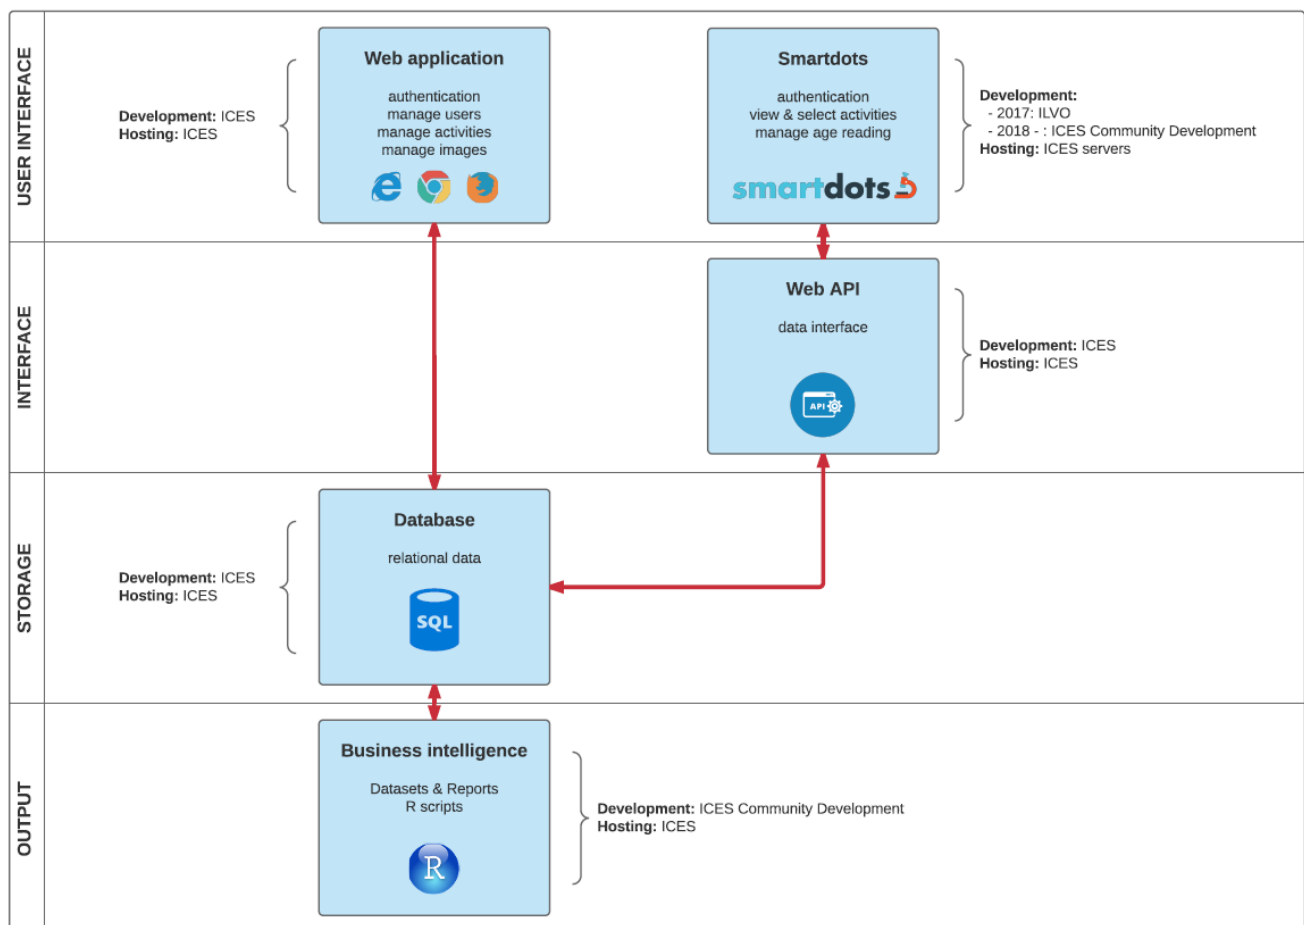 USER INTERFACE
Web application
authentication
manage users
manage activities
manage images
Development: ICES
Hosting: ICES
Smartdots
authentication
view & select activities
manage age reading
smartdots
Development:
- 2017: ILVO
- 2018 - : ICES Community Development
Hosting: ICES servers
INTERFACE
Web API
data interface
API
Development: ICES
Hosting: ICES
STORAGE
Database
relational data
SQL
Development: ICES
Hosting: ICES
OUTPUT
Business intelligence
Datasets & Reports
R scripts
R
Development: ICES Community Development
Hosting: ICES